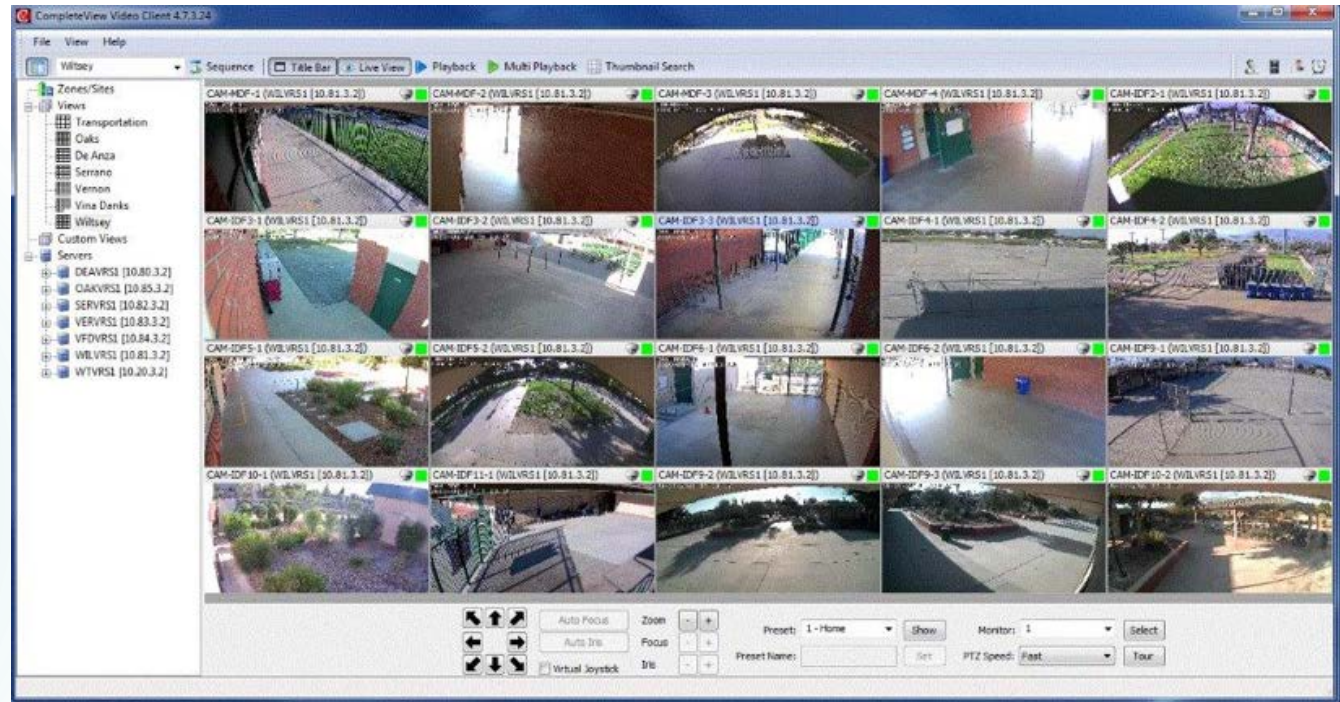 CompleteView Video Client 4.7.3.24
File View Help
Wiltsey Sequence Title Bar Live View Playback Multi Playback Thumbnail Search
Zones/Sites
Views
Transportation
Oaks
De Anza
Serrano
Vernon
Vina Danks
Wiltsey
Custom Views
Servers
DEAVRS1 [10.80.3.2]
OAKVRS1 [10.85.3.2]
SERVRS1 [10.82.3.2]
VERVRS1 [10.83.3.2]
VFDVRS1 [10.84.3.2]
WILVRS1 [10.81.3.2]
WTVRS1 [10.20.3.2]
CAM-MDF-1 (WILVRS1 [10.81.3.2]) CAM-MDF-2 (WILVRS1 [10.81.3.2]) CAM-MDF-3 (WILVRS1 [10.81.3.2]) CAM-MDF-4 (WILVRS1 [10.81.3.2]) CAM-IDF2-1 (WILVRS1 [10.81.3.2])
CAM-IDF3-1 (WILVRS1 [10.81.3.2]) CAM-IDF3-2 (WILVRS1 [10.81.3.2]) CAM-IDF3-3 (WILVRS1 [10.81.3.2]) CAM-IDF4-1 (WILVRS1 [10.81.3.2]) CAM-IDF4-2 (WILVRS1 [10.81.3.2])
CAM-IDF5-1 (WILVRS1 [10.81.3.2]) CAM-IDF5-2 (WILVRS1 [10.81.3.2]) CAM-IDF6-1 (WILVRS1 [10.81.3.2]) CAM-IDF6-2 (WILVRS1 [10.81.3.2]) CAM-IDF9-1 (WILVRS1 [10.81.3.2])
CAM-IDF10-1 (WILVRS1 [10.81.3.2]) CAM-IDF11-1 (WILVRS1 [10.81.3.2]) CAM-IDF9-2 (WILVRS1 [10.81.3.2]) CAM-IDF9-3 (WILVRS1 [10.81.3.2]) CAM-IDF10-2 (WILVRS1 [10.81.3.2])
Auto Focus Zoom - +
Auto Iris Focus - +
Virtual Joystick Iris - +
Preset: 1 - Home Show Monitor: 1 Select
Preset Name: Set PTZ Speed: Fast Tour